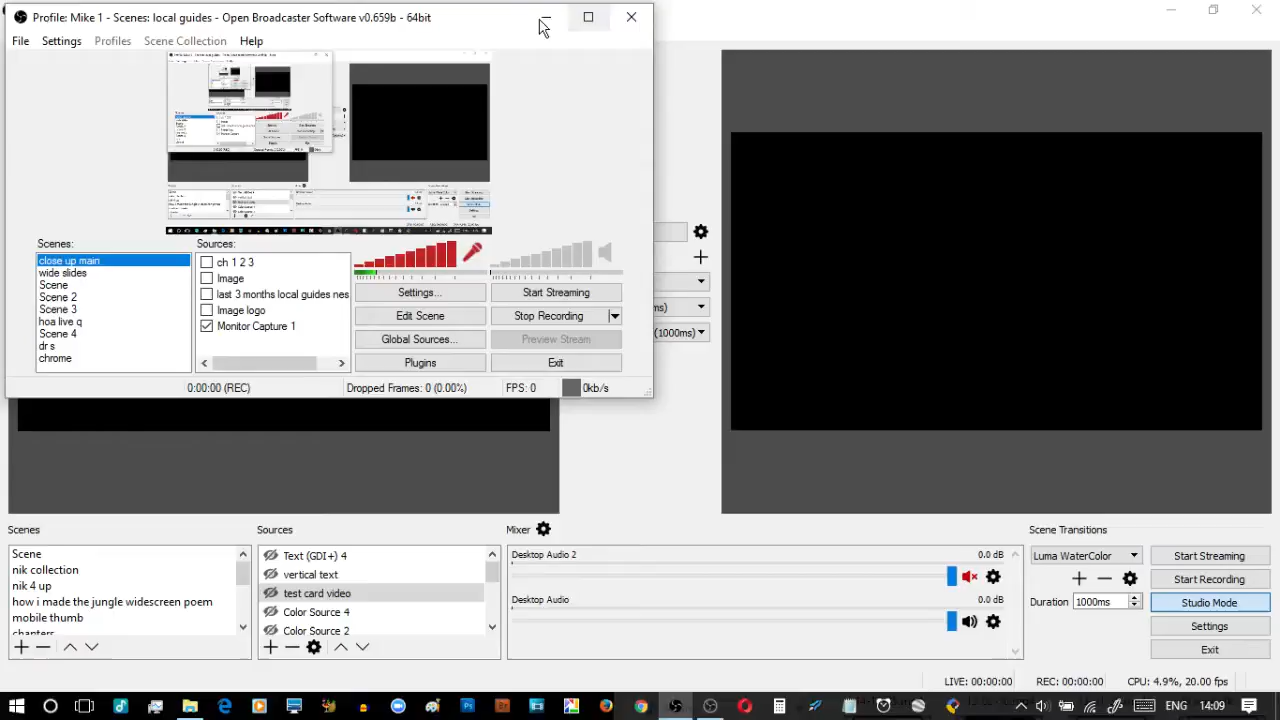 Profile: Mike 1 - Scenes: local guides - Open Broadcaster Software v0.659b - 64bit
File Settings Profiles Scene Collection Help
Scenes:
close up main
wide slides
Scene
Scene 2
Scene 3
hoa live q
Scene 4
dr s
chrome
Sources:
ch 1 2 3
Image
last 3 months local guides nes
Image logo
Monitor Capture 1
Settings...
Start Streaming
Edit Scene
Stop Recording
Global Sources...
Preview Stream
Plugins
Exit
0:00:00 (REC)
Dropped Frames: 0 (0.00%)
FPS: 0
0kb/s
(1000ms)
Scenes
Scene
nik collection
nik 4 up
how i made the jungle widescreen poem
mobile thumb
chapters
Sources
Text (GDI+) 4
vertical text
test card video
Color Source 4
Color Source 2
Mixer
Desktop Audio 2
0.0 dB
Desktop Audio
0.0 dB
Scene Transitions
Luma WaterColor
Duration 1000ms
Start Streaming
Start Recording
Studio Mode
Settings
Exit
LIVE: 00:00:00
REC: 00:00:00
CPU: 4.9%, 20.00 fps
ENG
14:09